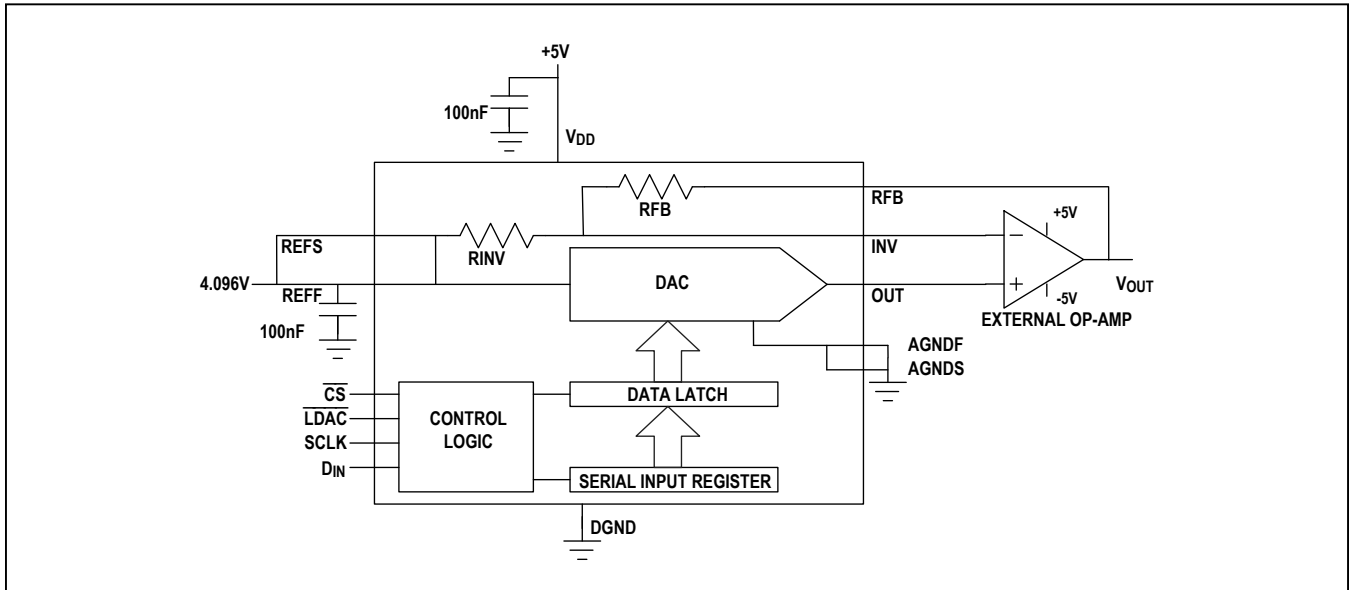 +5V
100nF
VDD
RFB
RFB
+5V
REFS
RINV
INV
−
4.096V
DAC
VOUT
REFF
OUT
+
-5V
100nF
EXTERNAL OP-AMP
AGNDF
AGNDS
CS
DATA LATCH
LDAC
CONTROL
LOGIC
SCLK
DIN
SERIAL INPUT REGISTER
DGND